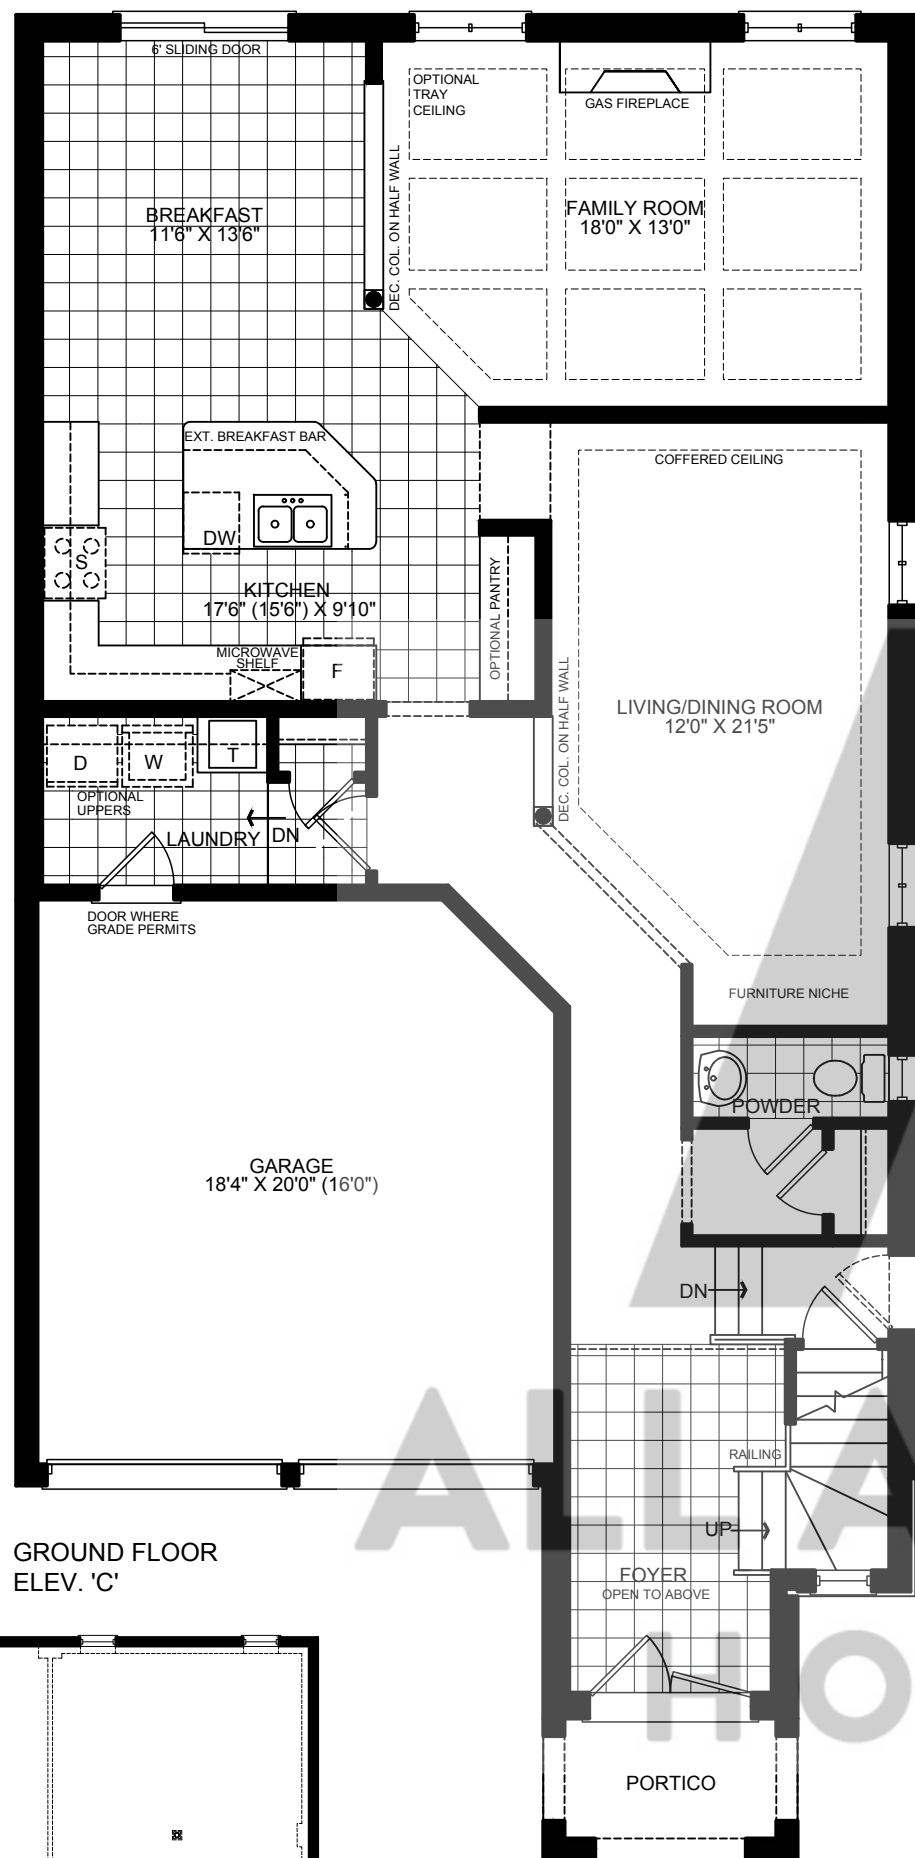 6' SLIDING DOOR
OPTIONAL
TRAY
CEILING
GAS FIREPLACE
BREAKFAST
11'6" X 13'6"
DEC. COL. ON HALF WALL
FAMILY ROOM
18'0" X 13'0"
EXT. BREAKFAST BAR
COFFERED CEILING
DW
S
KITCHEN
17'6" (15'6") X 9'10"
OPTIONAL PANTRY
MICROWAVE
SHELF
F
DEC. COL. ON HALF WALL
LIVING/DINING ROOM
12'0" X 21'5"
D
W
T
OPTIONAL
UPPERS
LAUNDRY
DN
DOOR WHERE
GRADE PERMITS
FURNITURE NICHE
POWDER
GARAGE
18'4" X 20'0" (16'0")
DN
ALL A
RAILING
UP
GROUND FLOOR
ELEV. 'C'
FOYER
OPEN TO ABOVE
HO
PORTICO